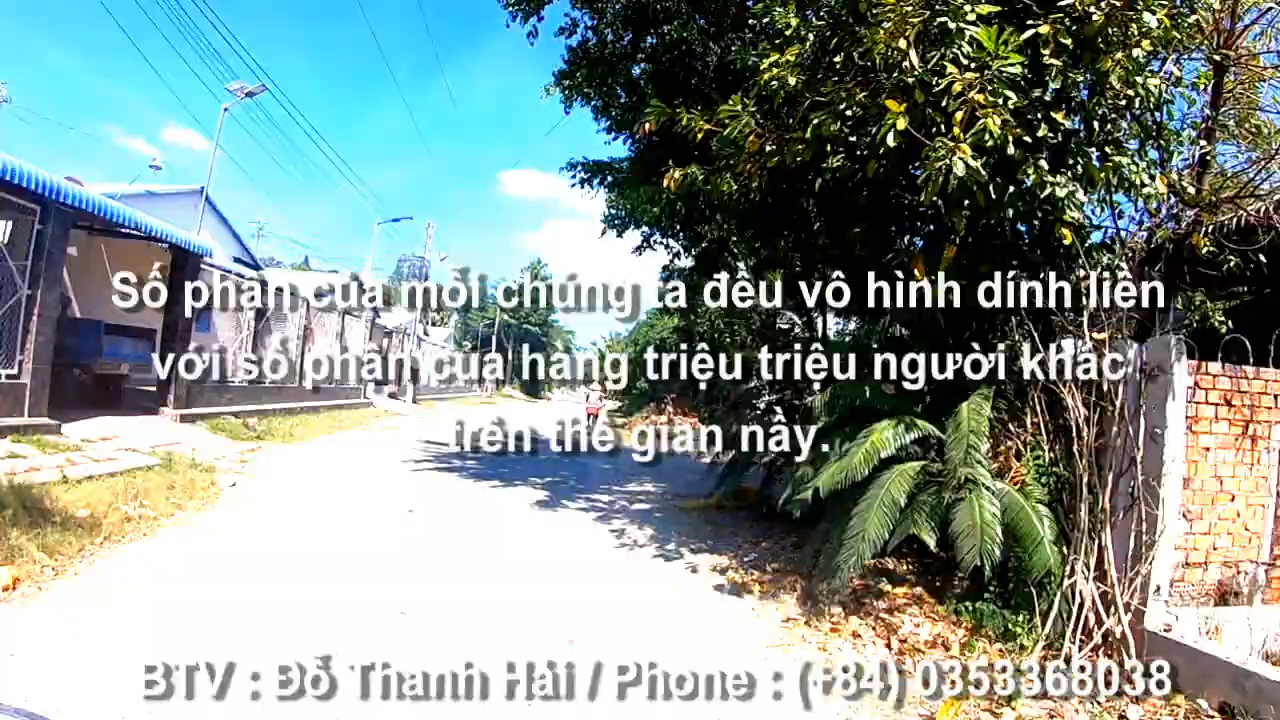 Số phận của mỗi chúng ta đều vô hình dính liền
với số phận của hàng triệu triệu người khác
trên thế gian nầy.
BTV : Đỗ Thanh Hải / Phone : (+84) 0353368038